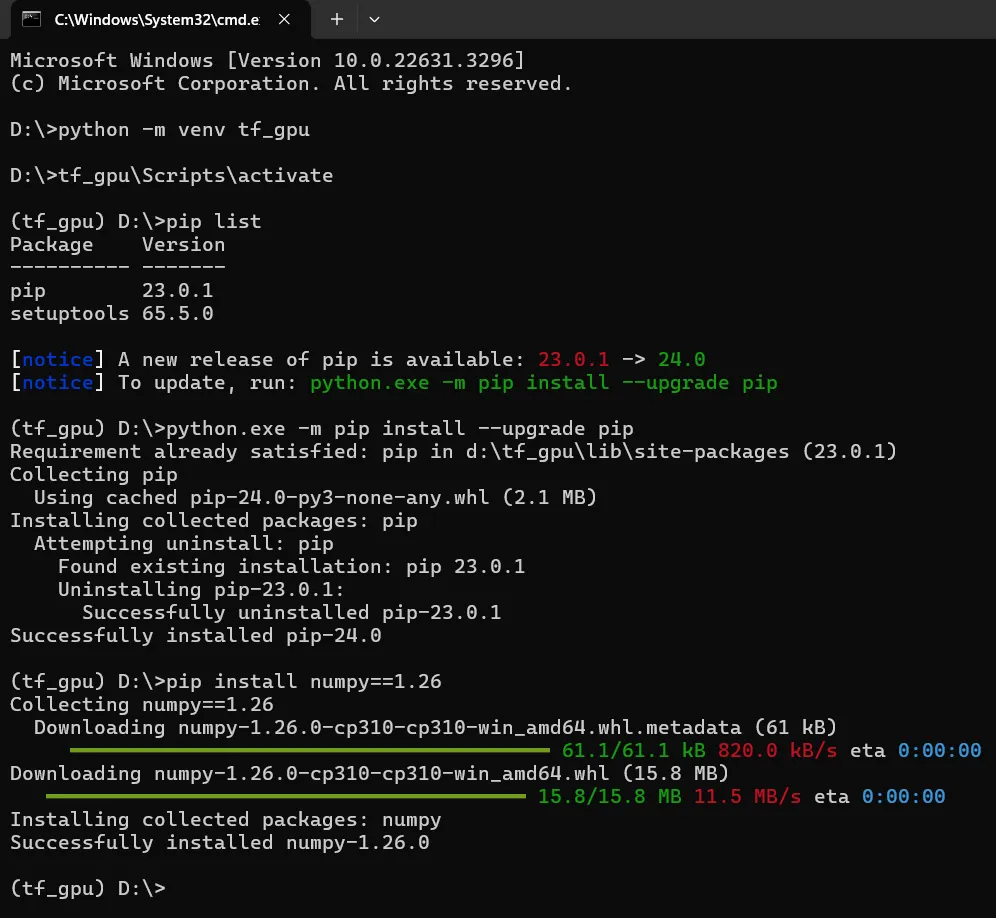 C:\Windows\System32\cmd.e
Microsoft Windows [Version 10.0.22631.3296]
(c) Microsoft Corporation. All rights reserved.
D:\>python -m venv tf_gpu
D:\>tf_gpu\Scripts\activate
(tf_gpu) D:\>pip list
Package    Version
---------- -------
pip        23.0.1
setuptools 65.5.0
[notice] A new release of pip is available: 23.0.1 -> 24.0
[notice] To update, run: python.exe -m pip install --upgrade pip
(tf_gpu) D:\>python.exe -m pip install --upgrade pip
Requirement already satisfied: pip in d:\tf_gpu\lib\site-packages (23.0.1)
Collecting pip
  Using cached pip-24.0-py3-none-any.whl (2.1 MB)
Installing collected packages: pip
  Attempting uninstall: pip
    Found existing installation: pip 23.0.1
    Uninstalling pip-23.0.1:
      Successfully uninstalled pip-23.0.1
Successfully installed pip-24.0
(tf_gpu) D:\>pip install numpy==1.26
Collecting numpy==1.26
  Downloading numpy-1.26.0-cp310-cp310-win_amd64.whl.metadata (61 kB)
61.1/61.1 kB 820.0 kB/s eta 0:00:00
Downloading numpy-1.26.0-cp310-cp310-win_amd64.whl (15.8 MB)
15.8/15.8 MB 11.5 MB/s eta 0:00:00
Installing collected packages: numpy
Successfully installed numpy-1.26.0
(tf_gpu) D:\>